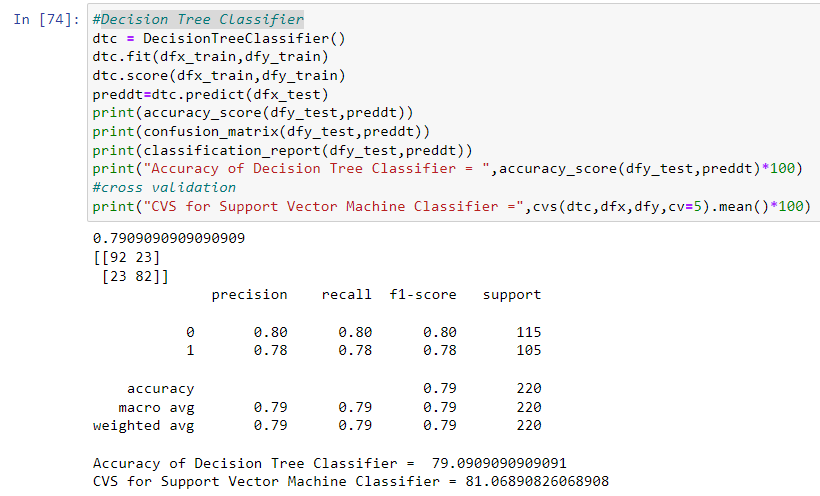 In [74]: #Decision Tree Classifier
dtc = DecisionTreeClassifier()
dtc.fit(dfx_train,dfy_train)
dtc.score(dfx_train,dfy_train)
preddt=dtc.predict(dfx_test)
print(accuracy_score(dfy_test,preddt))
print(confusion_matrix(dfy_test,preddt))
print(classification_report(dfy_test,preddt))
print("Accuracy of Decision Tree Classifier = ",accuracy_score(dfy_test,preddt)*100)
#cross validation
print("CVS for Support Vector Machine Classifier =",cvs(dtc,dfx,dfy,cv=5).mean()*100)
0.7909090909090909
[[92 23]
 [23 82]]
              precision    recall  f1-score   support
           0       0.80      0.80      0.80       115
           1       0.78      0.78      0.78       105
    accuracy                           0.79       220
   macro avg       0.79      0.79      0.79       220
weighted avg       0.79      0.79      0.79       220
Accuracy of Decision Tree Classifier =  79.0909090909091
CVS for Support Vector Machine Classifier = 81.06890826068908